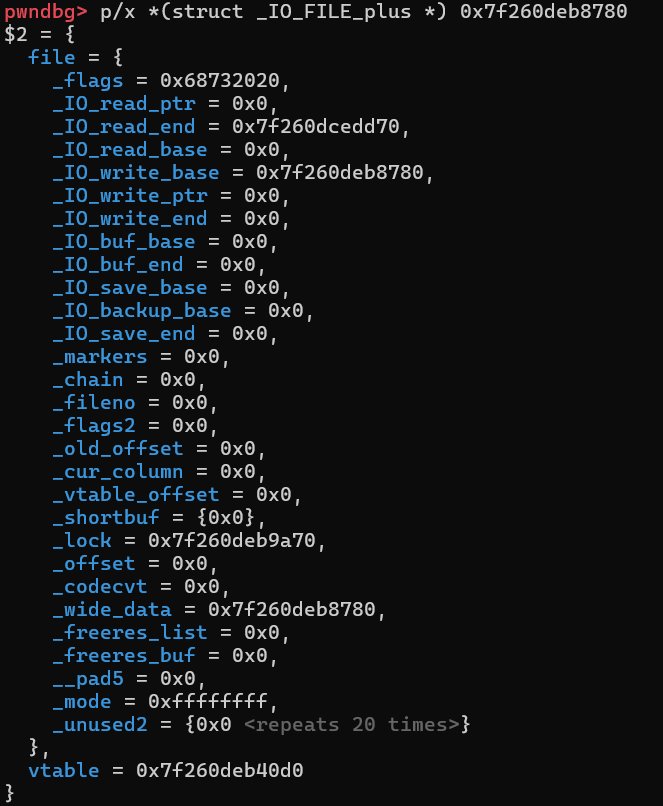 pwndbg> p/x *(struct _IO_FILE_plus *) 0x7f260deb8780
$2 = {
  file = {
    _flags = 0x68732020,
    _IO_read_ptr = 0x0,
    _IO_read_end = 0x7f260dcedd70,
    _IO_read_base = 0x0,
    _IO_write_base = 0x7f260deb8780,
    _IO_write_ptr = 0x0,
    _IO_write_end = 0x0,
    _IO_buf_base = 0x0,
    _IO_buf_end = 0x0,
    _IO_save_base = 0x0,
    _IO_backup_base = 0x0,
    _IO_save_end = 0x0,
    _markers = 0x0,
    _chain = 0x0,
    _fileno = 0x0,
    _flags2 = 0x0,
    _old_offset = 0x0,
    _cur_column = 0x0,
    _vtable_offset = 0x0,
    _shortbuf = {0x0},
    _lock = 0x7f260deb9a70,
    _offset = 0x0,
    _codecvt = 0x0,
    _wide_data = 0x7f260deb8780,
    _freeres_list = 0x0,
    _freeres_buf = 0x0,
    __pad5 = 0x0,
    _mode = 0xffffffff,
    _unused2 = {0x0 <repeats 20 times>}
  },
  vtable = 0x7f260deb40d0
}